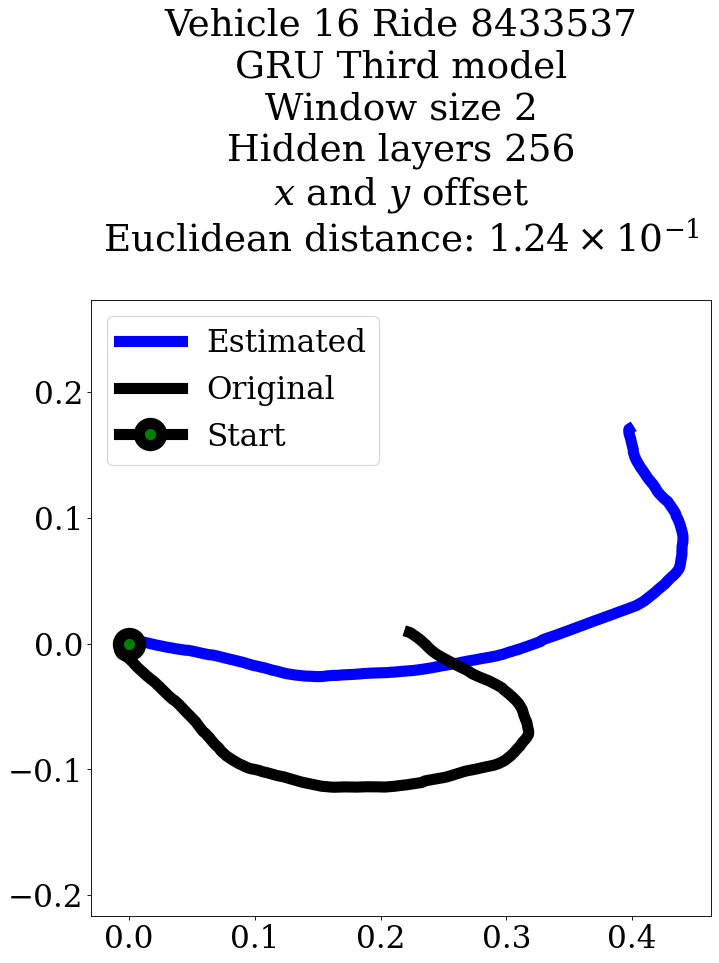 Vehicle 16 Ride 8433537
GRU Third model
Window size 2
Hidden layers 256
x and y offset
Euclidean distance: 1.24 × 10⁻¹
Estimated
Original
Start
0.2
0.1
0.0
−0.1
−0.2
0.0 0.1 0.2 0.3 0.4